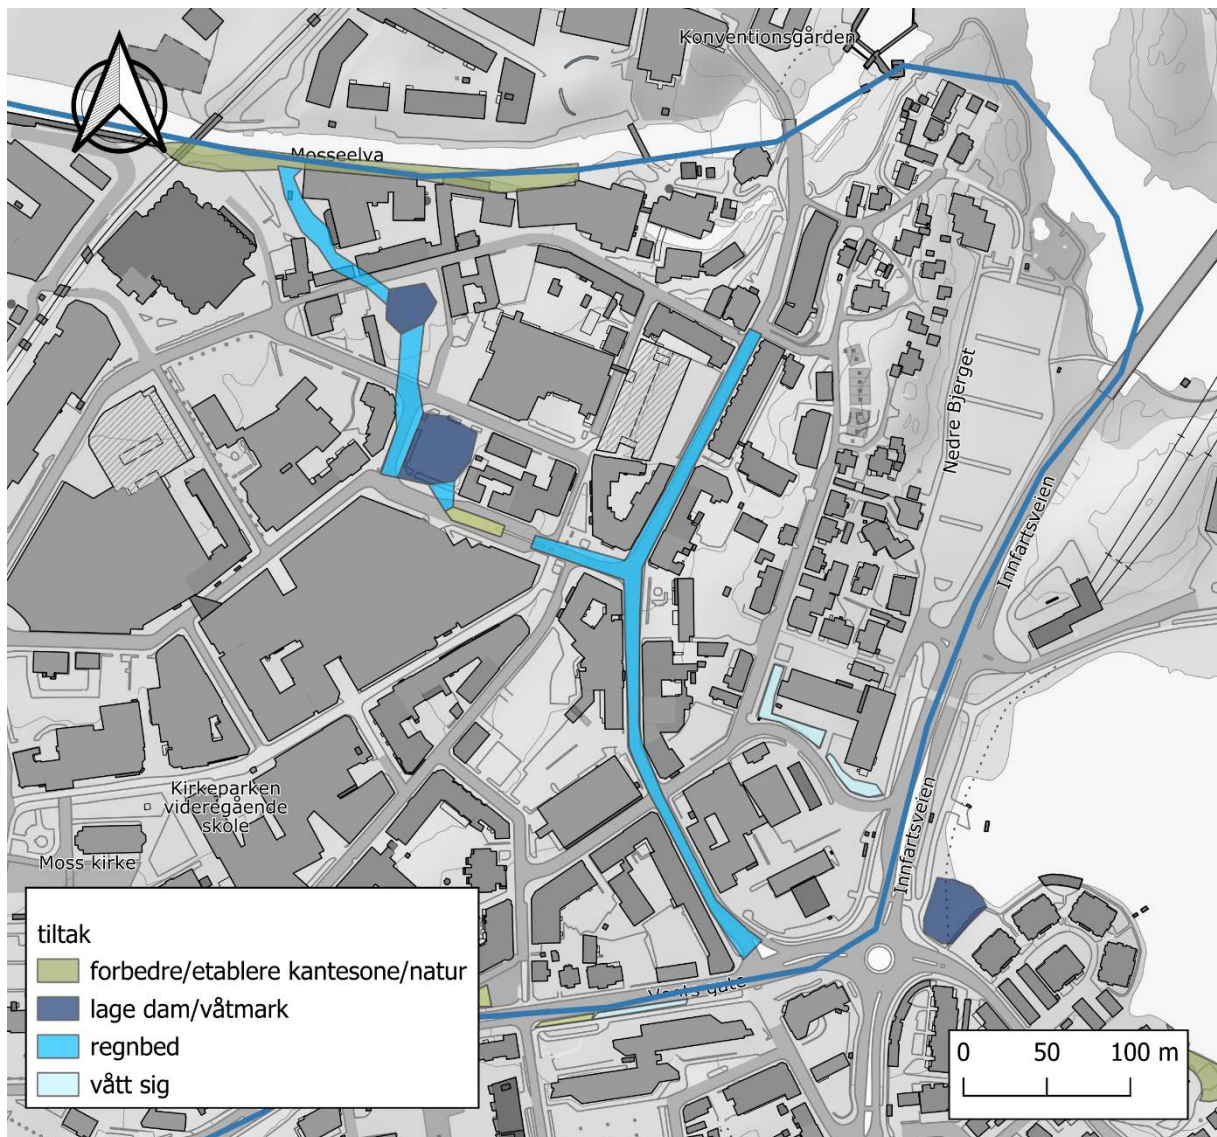 Konventionsgården
Mosseelva
Nedre Bjerget
Innfartsveien
Kirkeparken
videregående
skole
Innfartsveien
Moss kirke
gate
tiltak
forbedre/etablere kantesone/natur
lage dam/våtmark
regnbed
vått sig
0 50 100 m